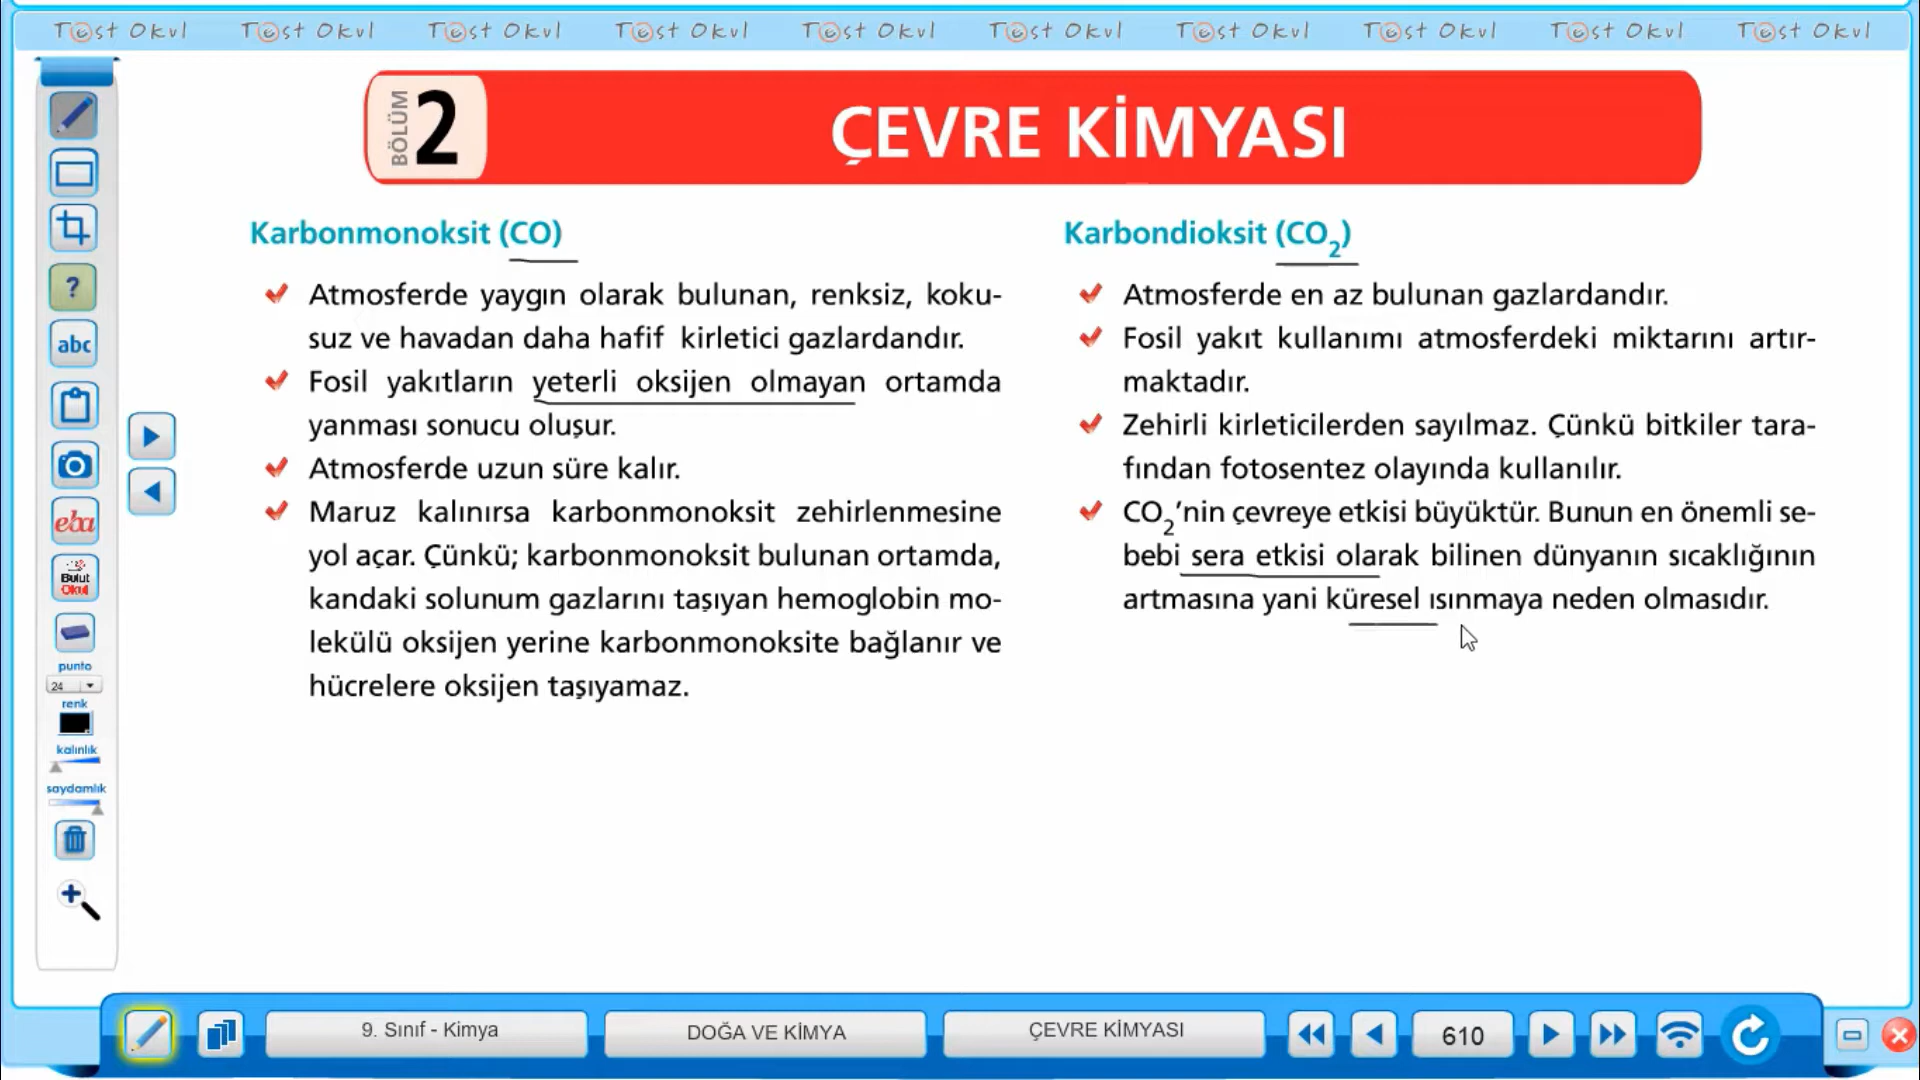 Test Okul Test Okul Test Okul Test Okul Test Okul Test Okul Test Okul Test Okul Test Okul Test Okul
BÖLÜM 2
ÇEVRE KİMYASI
Karbonmonoksit (CO)
Atmosferde yaygın olarak bulunan, renksiz, koku-
suz ve havadan daha hafif kirletici gazlardandır.
Fosil yakıtların yeterli oksijen olmayan ortamda
yanması sonucu oluşur.
Atmosferde uzun süre kalır.
Maruz kalınırsa karbonmonoksit zehirlenmesine
yol açar. Çünkü; karbonmonoksit bulunan ortamda,
kandaki solunum gazlarını taşıyan hemoglobin mo-
lekülü oksijen yerine karbonmonoksite bağlanır ve
hücrelere oksijen taşıyamaz.
Karbondioksit (CO₂)
Atmosferde en az bulunan gazlardandır.
Fosil yakıt kullanımı atmosferdeki miktarını artır-
maktadır.
Zehirli kirleticilerden sayılmaz. Çünkü bitkiler tara-
fından fotosentez olayında kullanılır.
CO₂'nin çevreye etkisi büyüktür. Bunun en önemli se-
bebi sera etkisi olarak bilinen dünyanın sıcaklığının
artmasına yani küresel ısınmaya neden olmasıdır.
?
abc
eba
Bulut
Okul
punto
24
renk
kalınlık
saydamlık
9. Sınıf - Kimya
DOĞA VE KİMYA
ÇEVRE KİMYASI
610